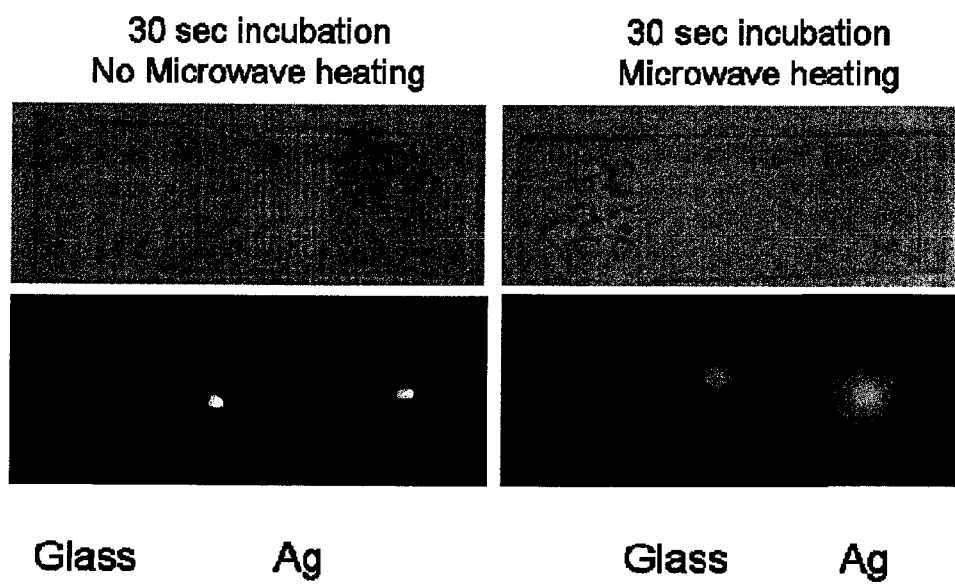 30 sec incubation
No Microwave heating
30 sec incubation
Microwave heating
Glass Ag
Glass Ag